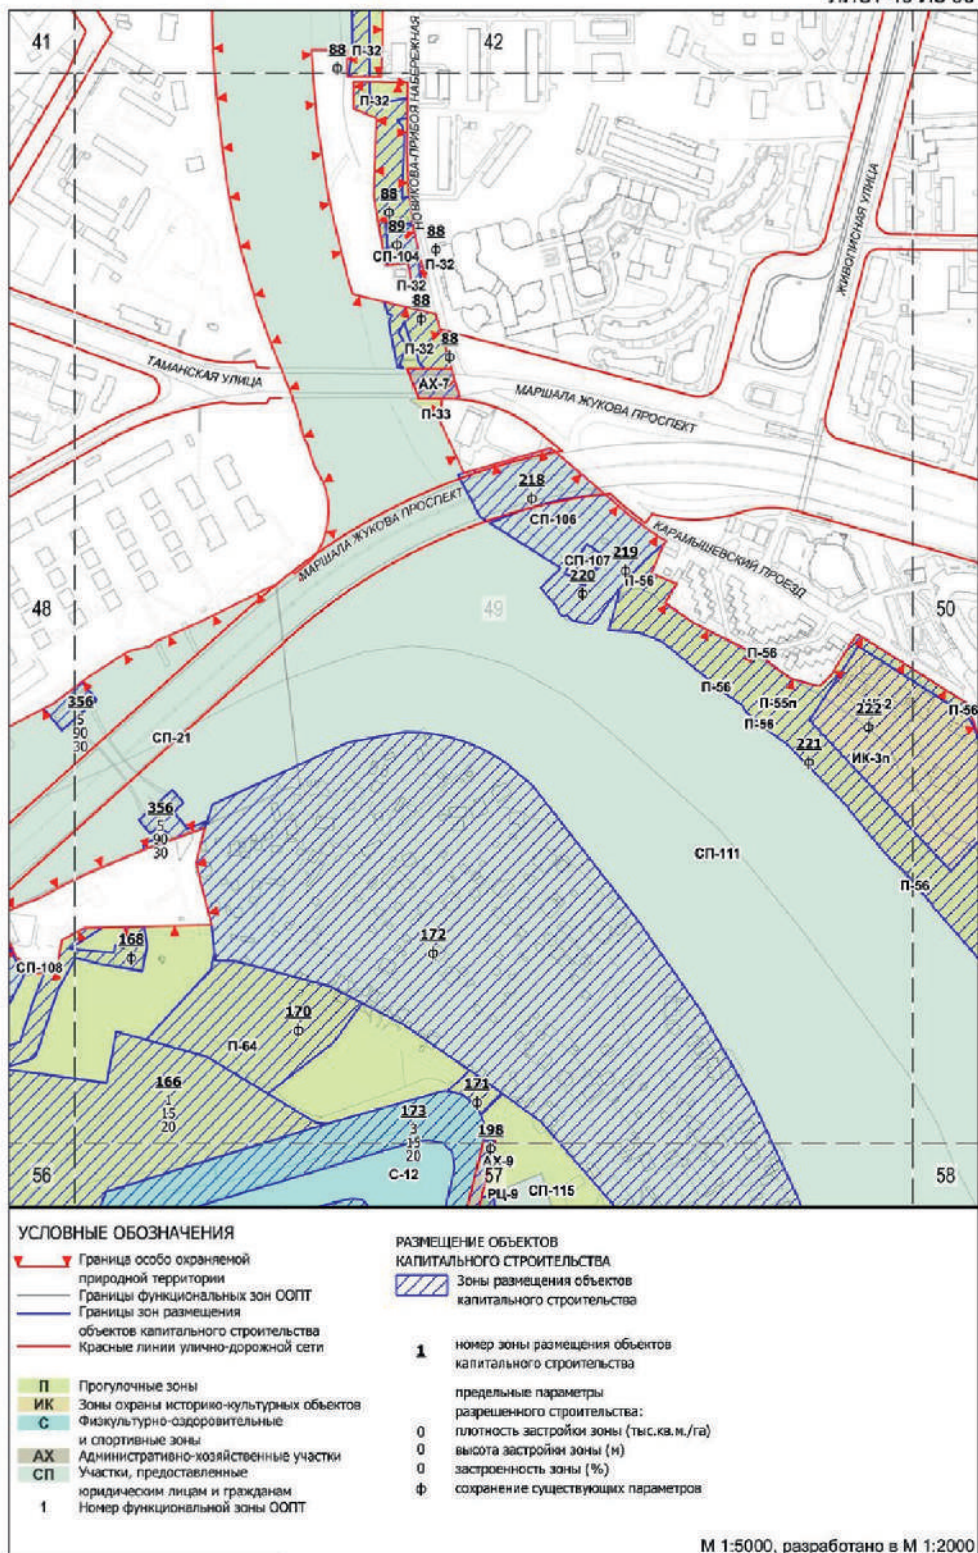 41
42
88
ф
П-32
П-32
НОВИКОВА-ПРИБОЯ НАБЕРЕЖНАЯ
ЖИВОПИСНАЯ УЛИЦА
88
ф
89
ф
СП-104
88
ф
П-32
П-32
88
ф
П-32
88
ф
ТАМАНСКАЯ УЛИЦА
АХ-7
П-33
МАРШАЛА ЖУКОВА ПРОСПЕКТ
218
ф
МАРШАЛА ЖУКОВА ПРОСПЕКТ
СП-106
КАРАМЫШЕВСКИЙ ПРОЕЗД
СП-107
219
ф
220
ф
П-56
48
49
50
П-56
П-56
П-55п
П-56
222
ф
П-56
221
ф
ИК-3п
356
5
90
30
СП-21
356
5
90
30
СП-111
П-56
172
ф
168
ф
СП-108
170
ф
П-64
166
1
15
20
171
ф
173
3
15
20
198
ф
АХ-9
56
С-12
57
РЦ-9
СП-115
58
УСЛОВНЫЕ ОБОЗНАЧЕНИЯ
Граница особо охраняемой
природной территории
Границы функциональных зон ООПТ
Границы зон размещения
объектов капитального строительства
Красные линии улично-дорожной сети
П Прогулочные зоны
ИК Зоны охраны историко-культурных объектов
С Физкультурно-оздоровительные
и спортивные зоны
АХ Административно-хозяйственные участки
СП Участки, предоставленные
юридическим лицам и гражданам
1 Номер функциональной зоны ООПТ
РАЗМЕЩЕНИЕ ОБЪЕКТОВ
КАПИТАЛЬНОГО СТРОИТЕЛЬСТВА
Зоны размещения объектов
капитального строительства
1 номер зоны размещения объектов
капитального строительства
предельные параметры
разрешенного строительства:
0 плотность застройки зоны (тыс.кв.м./га)
0 высота застройки зоны (м)
0 застроенность зоны (%)
ф сохранение существующих параметров
М 1:5000, разработано в М 1:2000